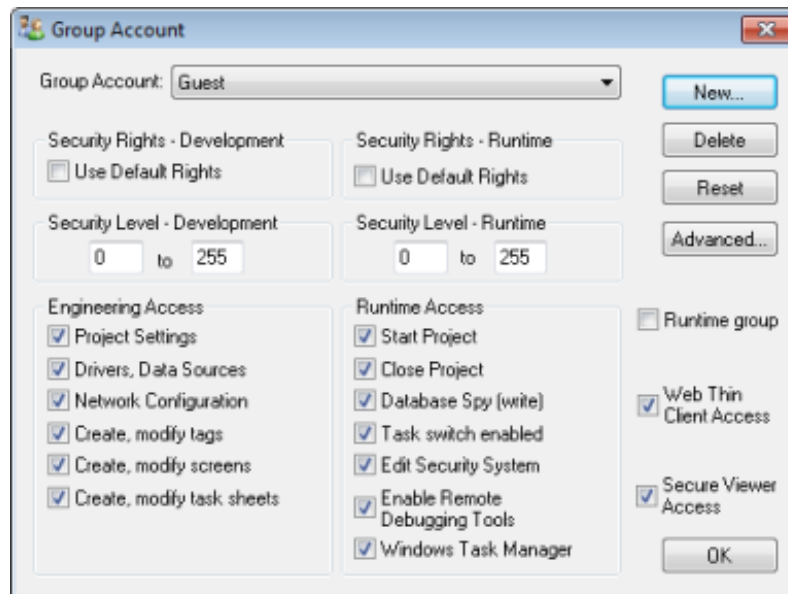 Group Account
Group Account: Guest
New...
Security Rights - Development
Use Default Rights
Security Rights - Runtime
Use Default Rights
Delete
Reset
Security Level - Development
0 to 255
Security Level - Runtime
0 to 255
Advanced...
Engineering Access
Project Settings
Drivers, Data Sources
Network Configuration
Create, modify tags
Create, modify screens
Create, modify task sheets
Runtime Access
Start Project
Close Project
Database Spy (write)
Task switch enabled
Edit Security System
Enable Remote
Debugging Tools
Windows Task Manager
Runtime group
Web Thin
Client Access
Secure Viewer
Access
OK